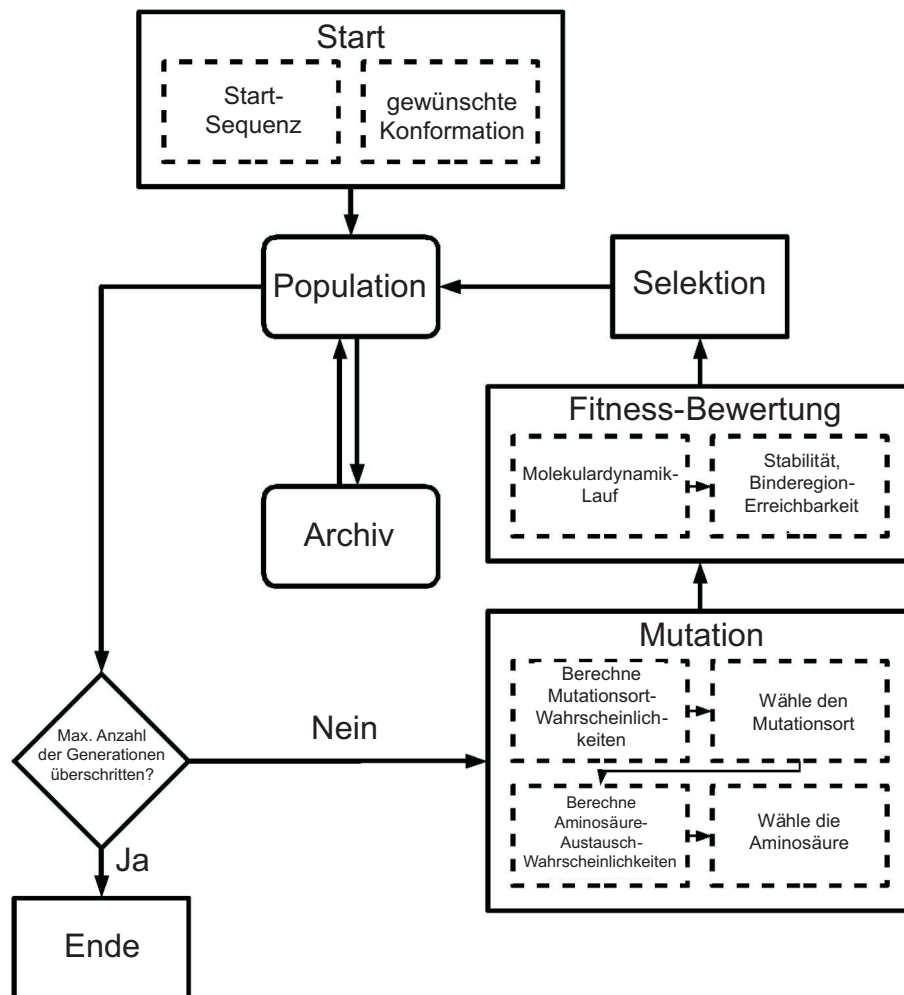 Start
Start-
Sequenz
gewünschte
Konformation
Population
Selektion
Archiv
Fitness-Bewertung
Molekulardynamik-
Lauf
Stabilität,
Binderegion-
Erreichbarkeit
Mutation
Berechne
Mutationsort-
Wahrscheinlich-
keiten
Wähle den
Mutationsort
Berechne
Aminosäure-
Austausch-
Wahrscheinlichkeiten
Wähle die
Aminosäure
Max. Anzahl
der Generationen
überschritten?
Nein
Ja
Ende